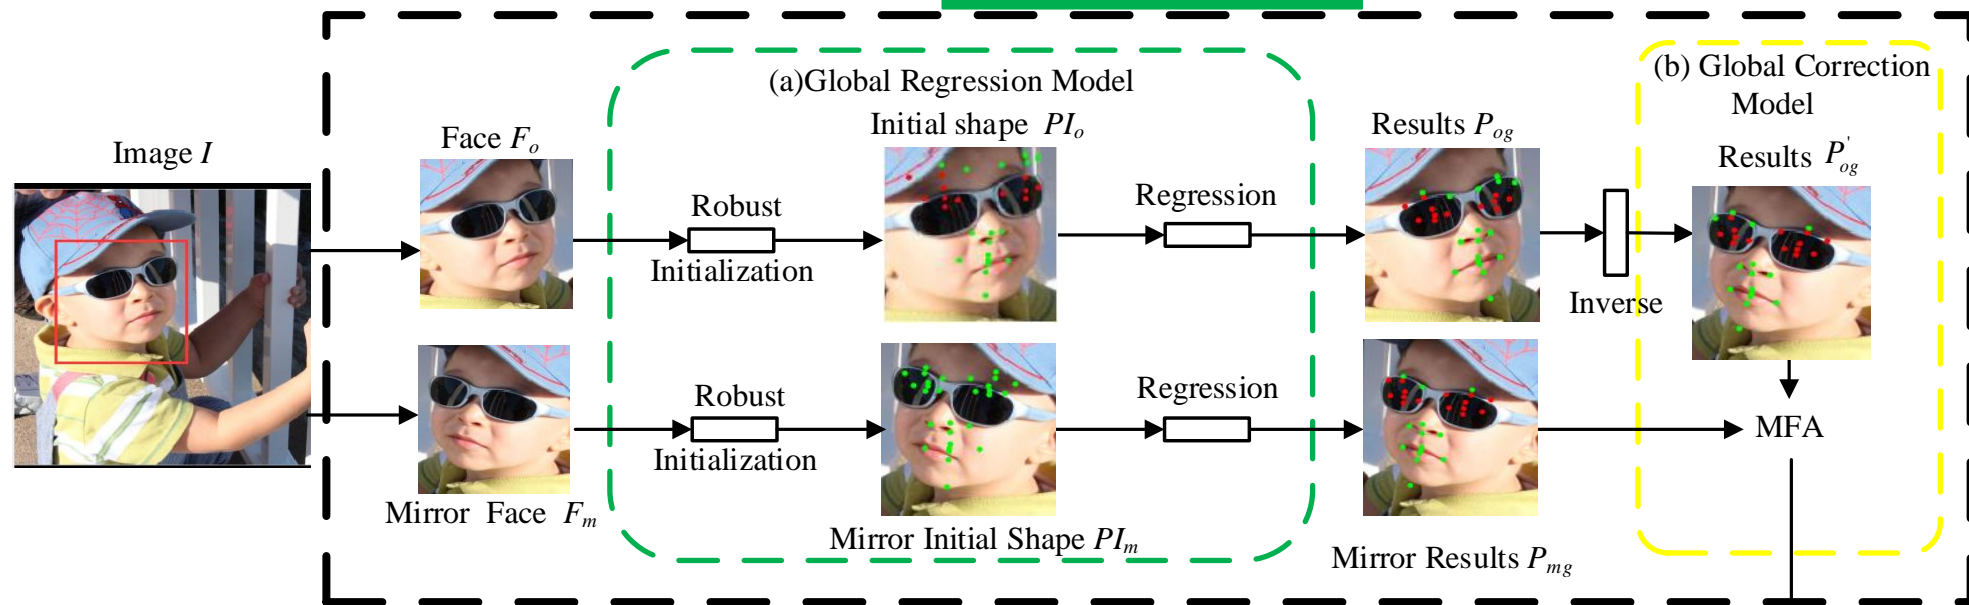 (a)Global Regression Model
(b) Global Correction
Model
Image I
Face F_o
Initial shape PI_o
Results P_og
Results P'_og
Robust
Initialization
Regression
Inverse
Robust
Initialization
Regression
MFA
Mirror Face F_m
Mirror Initial Shape PI_m
Mirror Results P_mg